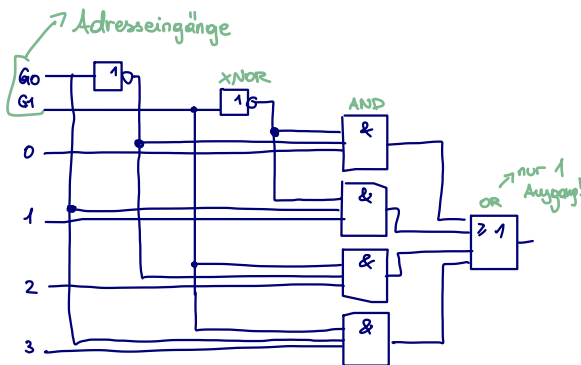 Adresseingänge
G0
1
XNOR
G1
1
AND
&
0
nur 1
Ausgang!
&
OR
1
≥ 1
&
2
&
3